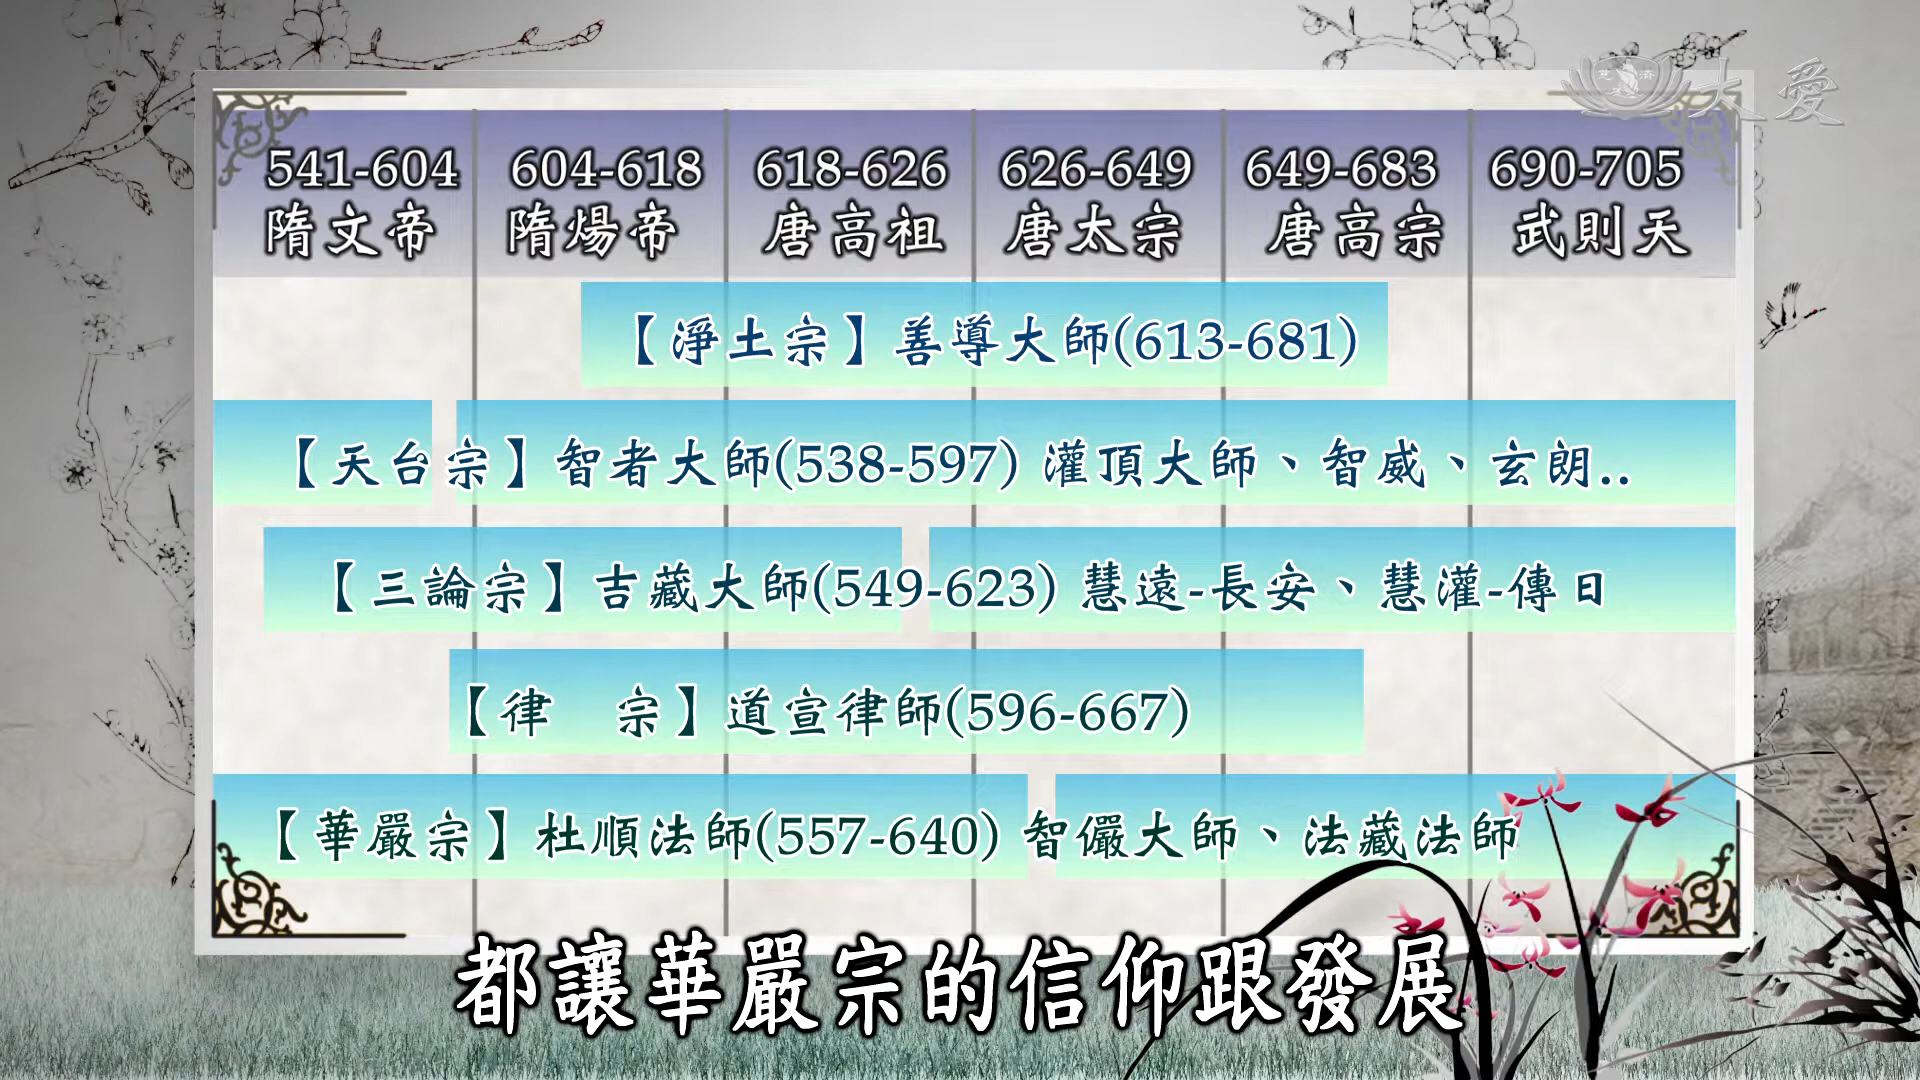 慈 濟 大愛
541-604 604-618 618-626 626-649 649-683 690-705
隋文帝 隋煬帝 唐高祖 唐太宗 唐高宗 武則天
【淨土宗】善導大師(613-681)
【天台宗】智者大師(538-597) 灌頂大師、智威、玄朗..
【三論宗】吉藏大師(549-623) 慧遠-長安、慧灌-傳日
【律　宗】道宣律師(596-667)
【華嚴宗】杜順法師(557-640) 智儼大師、法藏法師
都讓華嚴宗的信仰跟發展